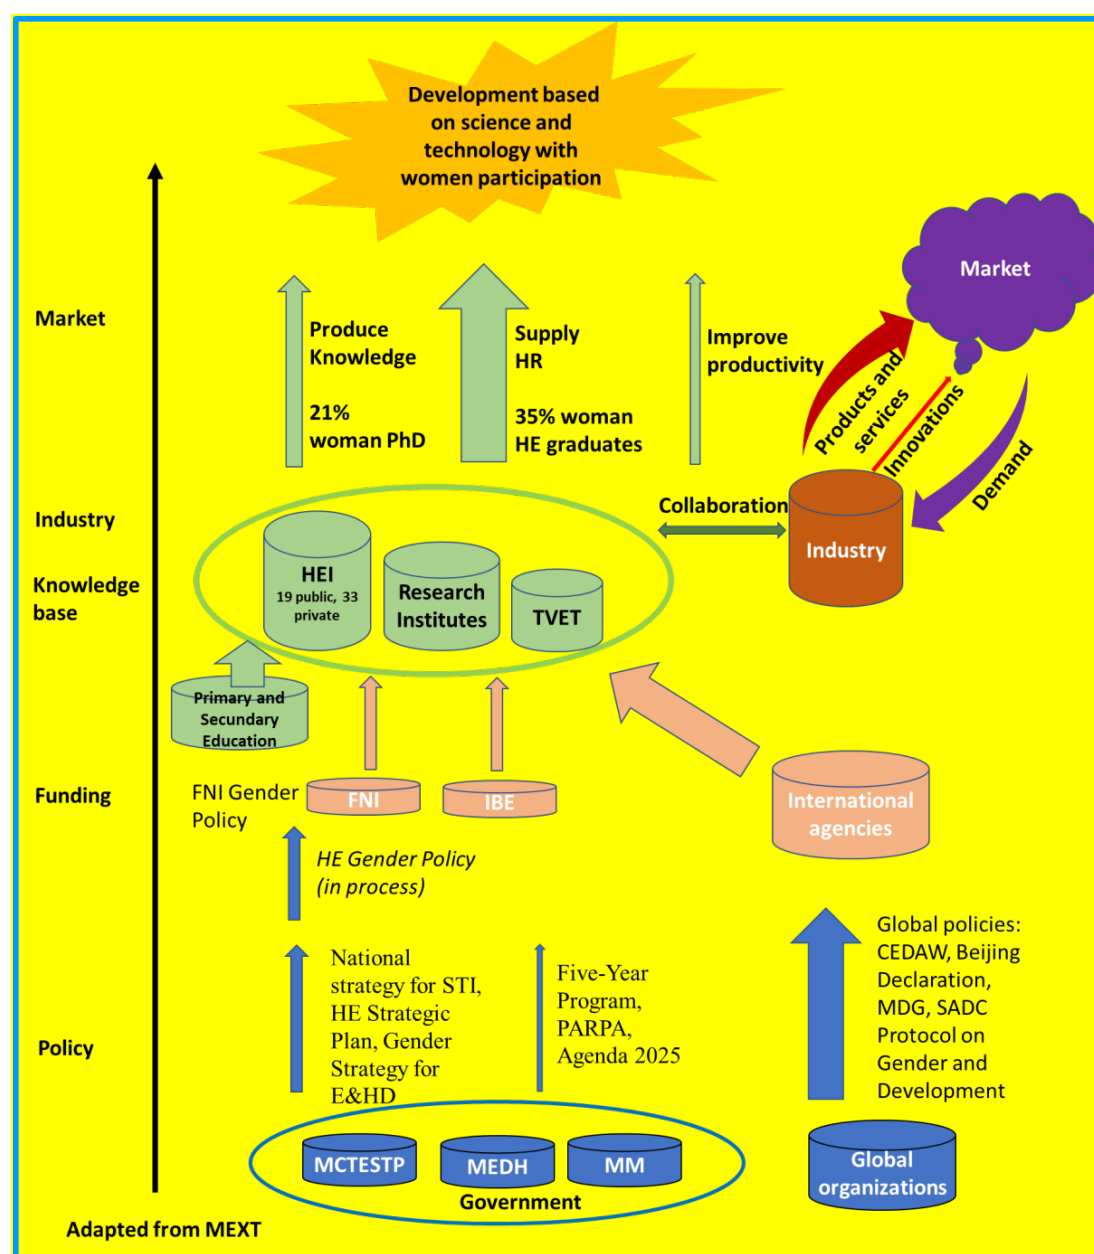 Development based
on science and
technology with
women participation
Market
Market
Produce
Knowledge
21%
woman PhD
Supply
HR
35% woman
HE graduates
Improve
productivity
Products and
services
Innovations
Demand
Industry
Collaboration
Industry
Knowledge
base
HEI
19 public, 33
private
Research
Institutes
TVET
Primary and
Secundary
Education
Funding
FNI Gender
Policy
FNI
IBE
International
agencies
HE Gender Policy
(in process)
National
strategy for STI,
HE Strategic
Plan, Gender
Strategy for
E&HD
Five-Year
Program,
PARPA,
Agenda 2025
Global policies:
CEDAW, Beijing
Declaration,
MDG, SADC
Protocol on
Gender and
Development
Policy
MCTESTP
MEDH
MM
Government
Global
organizations
Adapted from MEXT